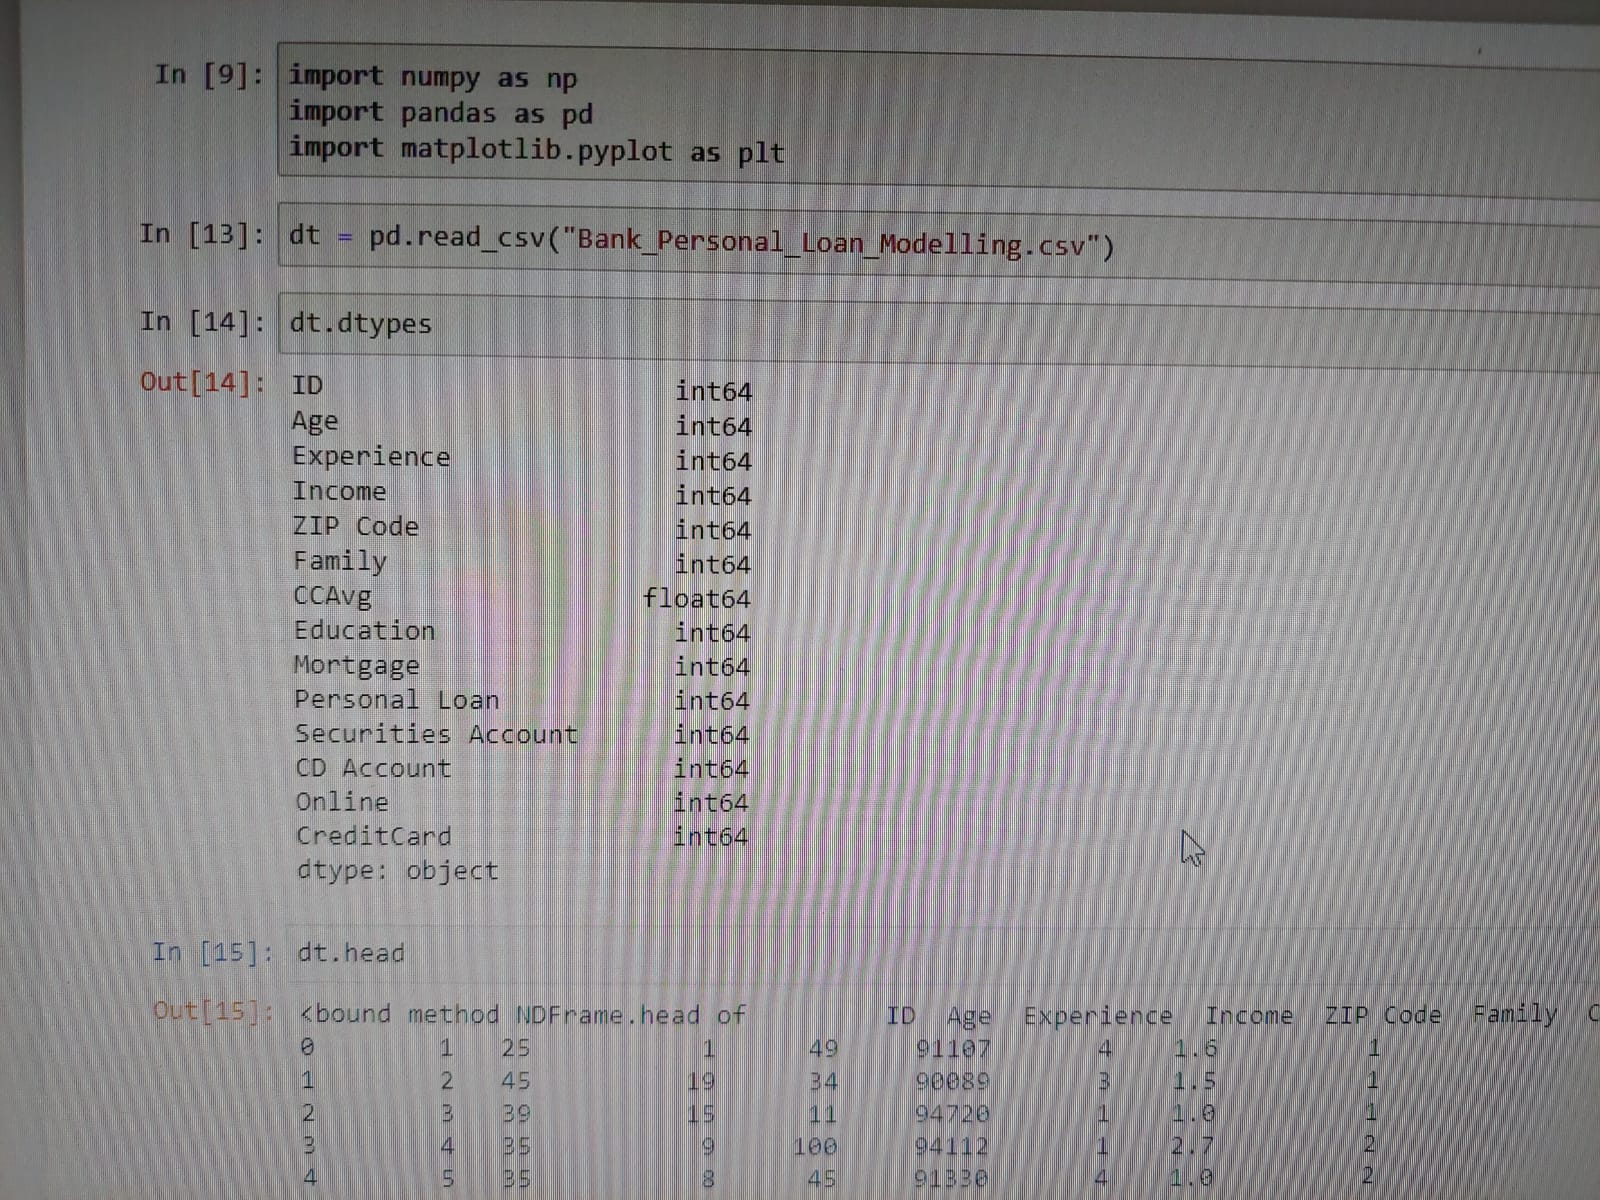 In [9]: import numpy as np
import pandas as pd
import matplotlib.pyplot as plt
In [13]: dt = pd.read_csv("Bank_Personal_Loan_Modelling.csv")
In [14]: dt.dtypes
Out[14]: ID int64
Age int64
Experience int64
Income int64
ZIP Code int64
Family int64
CCAvg float64
Education int64
Mortgage int64
Personal Loan int64
Securities Account int64
CD Account int64
Online int64
CreditCard int64
dtype: object
In [15]: dt.head
Out[15]: <bound method NDFrame.head of ID Age Experience Income ZIP Code Family C
0 1 25 1 49 91107 4 1.6 1
1 2 45 19 34 90089 3 1.5 1
2 3 39 15 11 94720 1 1.0 1
3 4 35 9 100 94112 1 2.7 2
4 5 35 8 45 91330 4 1.0 2